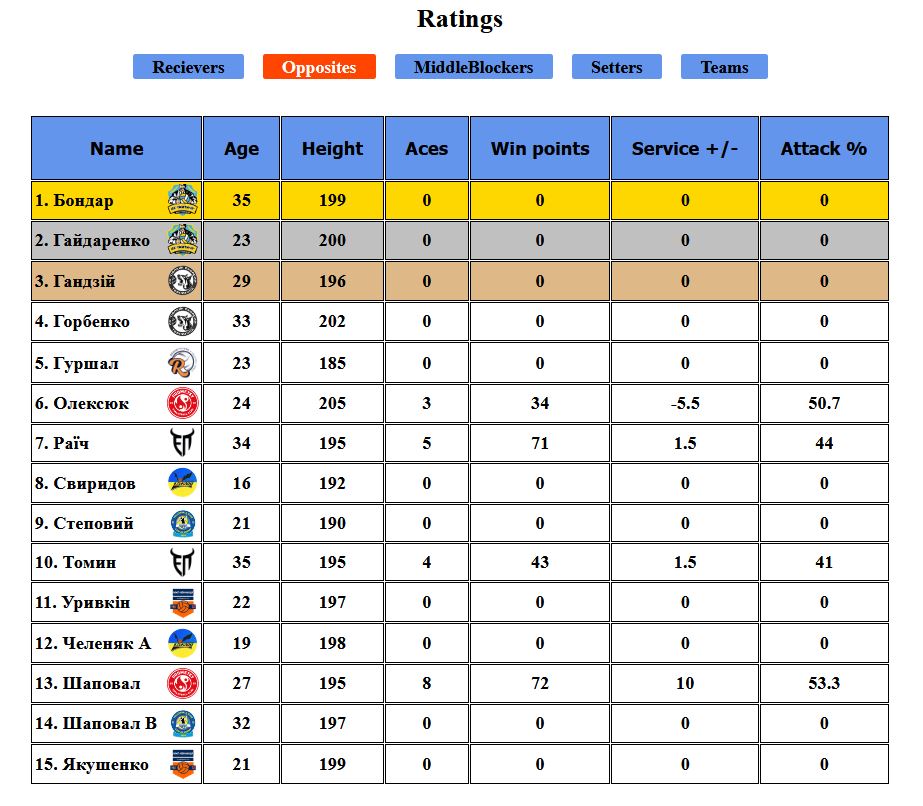 Ratings
Recievers Opposites MiddleBlockers Setters Teams
Name Age Height Aces Win points Service +/- Attack %
1. Бондар 35 199 0 0 0 0
2. Гайдаренко 23 200 0 0 0 0
3. Гандзій 29 196 0 0 0 0
4. Горбенко 33 202 0 0 0 0
5. Гуршал 23 185 0 0 0 0
6. Олексюк 24 205 3 34 -5.5 50.7
7. Раїч 34 195 5 71 1.5 44
8. Свиридов 16 192 0 0 0 0
9. Степовий 21 190 0 0 0 0
10. Томин 35 195 4 43 1.5 41
11. Уривкін 22 197 0 0 0 0
12. Челеняк А 19 198 0 0 0 0
13. Шаповал 27 195 8 72 10 53.3
14. Шаповал В 32 197 0 0 0 0
15. Якушенко 21 199 0 0 0 0